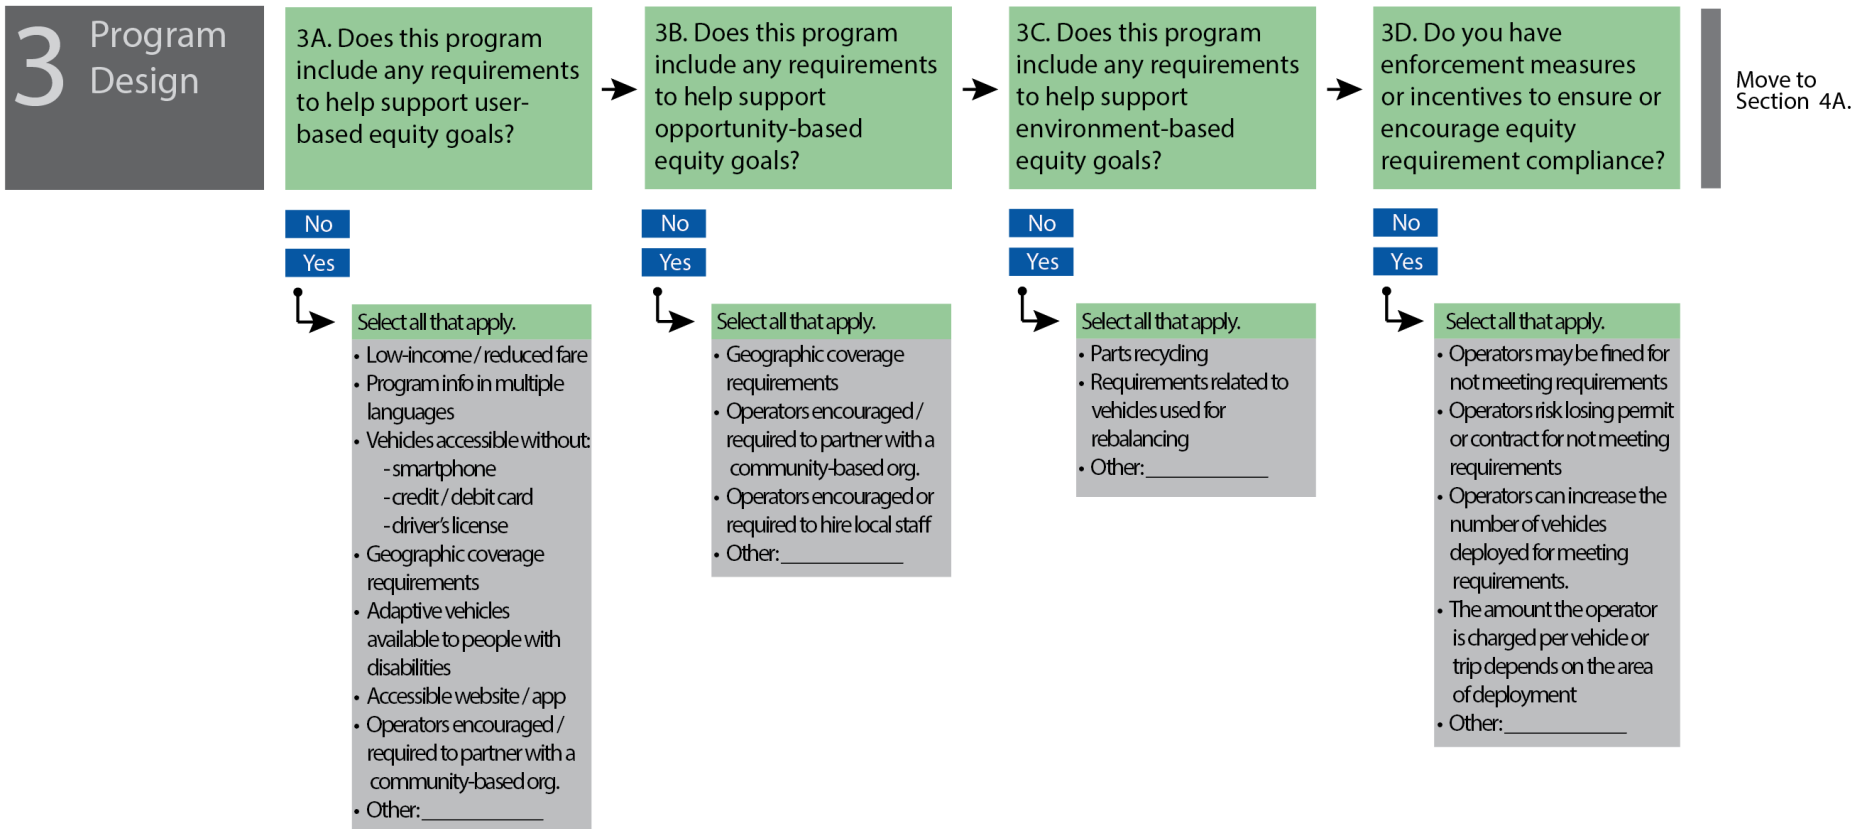 3 Program
Design
3A. Does this program
include any requirements
to help support user-
based equity goals?
No
Yes
Select all that apply.
• Low-income / reduced fare
• Program info in multiple
languages
• Vehicles accessible without:
- smartphone
- credit / debit card
- driver's license
• Geographic coverage
requirements
• Adaptive vehicles
available to people with
disabilities
• Accessible website / app
• Operators encouraged /
required to partner with a
community-based org.
• Other: ____________
3B. Does this program
include any requirements
to help support
opportunity-based
equity goals?
No
Yes
Select all that apply.
• Geographic coverage
requirements
• Operators encouraged /
required to partner with a
community-based org.
• Operators encouraged or
required to hire local staff
• Other: ____________
3C. Does this program
include any requirements
to help support
environment-based
equity goals?
No
Yes
Select all that apply.
• Parts recycling
• Requirements related to
vehicles used for
rebalancing
• Other: ____________
3D. Do you have
enforcement measures
or incentives to ensure or
encourage equity
requirement compliance?
No
Yes
Select all that apply.
• Operators may be fined for
not meeting requirements
• Operators risk losing permit
or contract for not meeting
requirements
• Operators can increase the
number of vehicles
deployed for meeting
requirements.
• The amount the operator
is charged per vehicle or
trip depends on the area
of deployment
• Other: ____________
Move to
Section 4A.